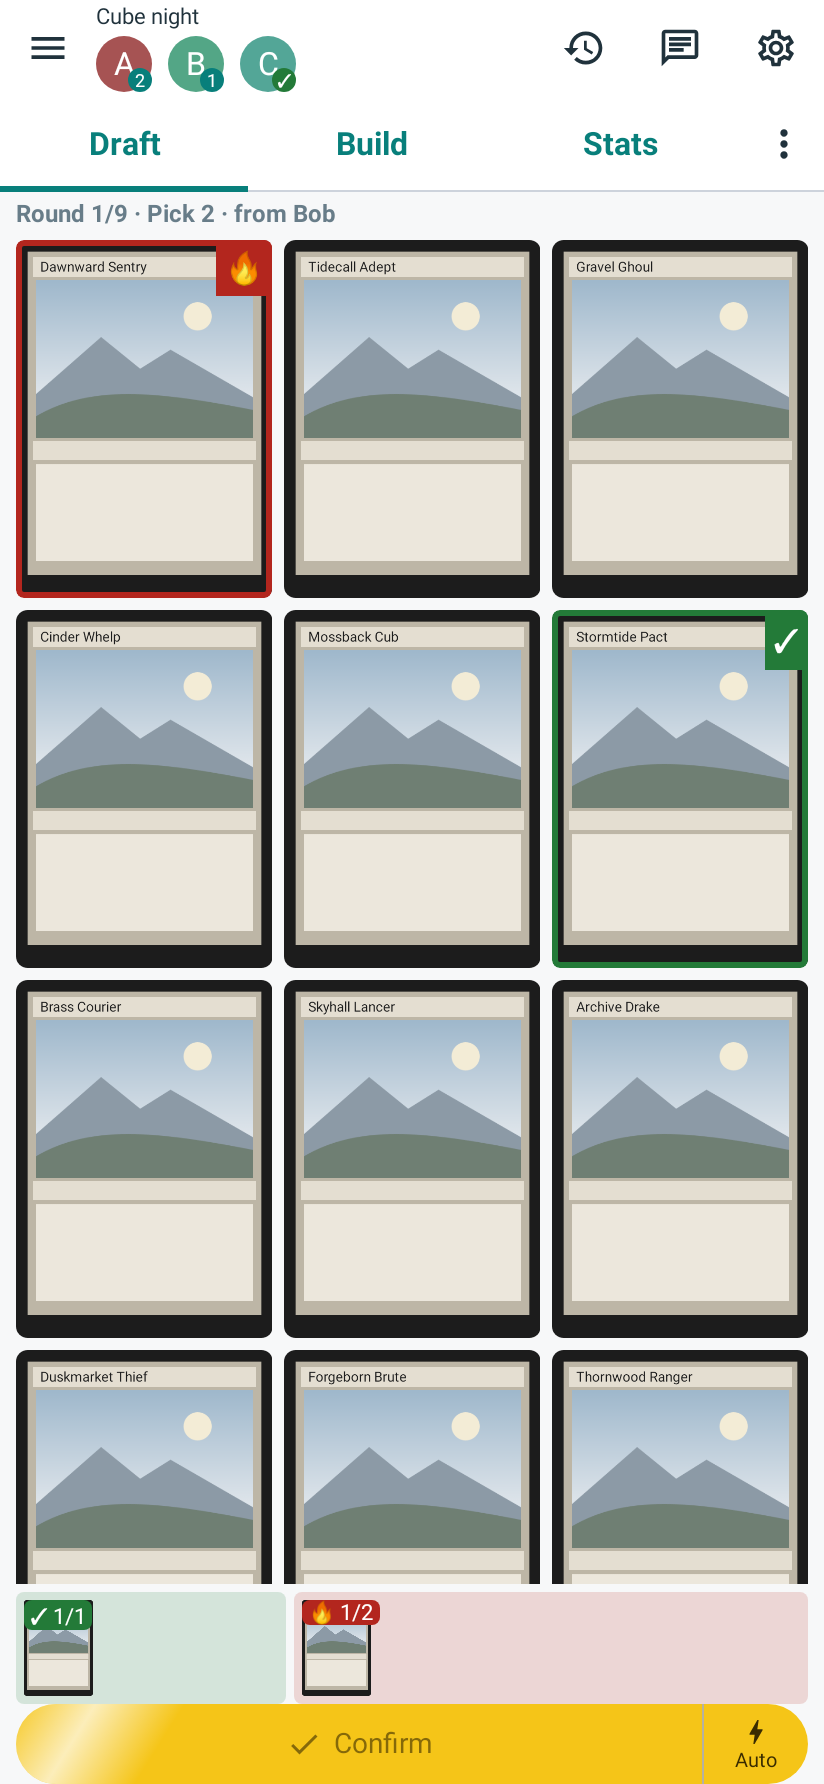 Cube night
A 2 B 1 C ✓
Draft Build Stats
Round 1/9 · Pick 2 · from Bob
Dawnward Sentry 🔥 Tidecall Adept Gravel Ghoul
Cinder Whelp Mossback Cub Stormtide Pact ✓
Brass Courier Skyhall Lancer Archive Drake
Duskmarket Thief Forgeborn Brute Thornwood Ranger
✓ 1/1 🔥 1/2
Confirm Auto